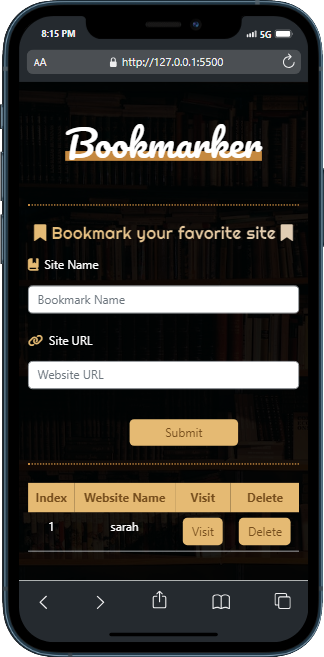 8:15 PM
5G
AA
http://127.0.0.1:5500
Bookmarker
Bookmark your favorite site
Site Name
Bookmark Name
Site URL
Website URL
Submit
Index Website Name Visit Delete
1 sarah Visit Delete